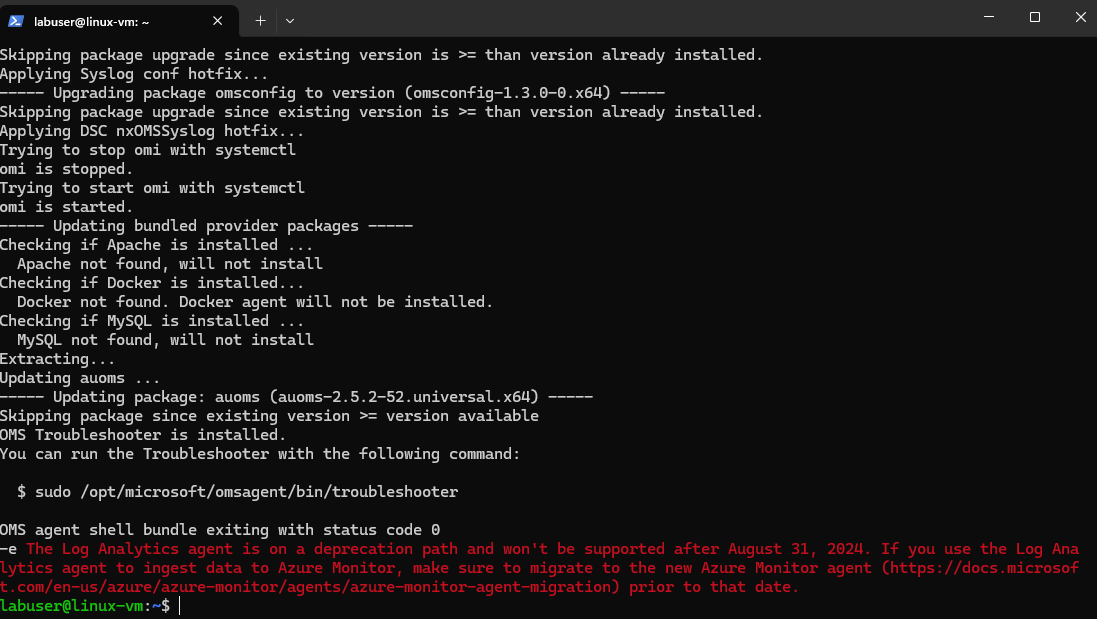 labuser@linux-vm: ~
Skipping package upgrade since existing version is >= than version already installed.
Applying Syslog conf hotfix...
----- Upgrading package omsconfig to version (omsconfig-1.3.0-0.x64) -----
Skipping package upgrade since existing version is >= than version already installed.
Applying DSC nxOMSSyslog hotfix...
Trying to stop omi with systemctl
omi is stopped.
Trying to start omi with systemctl
omi is started.
----- Updating bundled provider packages -----
Checking if Apache is installed ...
  Apache not found, will not install
Checking if Docker is installed...
  Docker not found. Docker agent will not be installed.
Checking if MySQL is installed ...
  MySQL not found, will not install
Extracting...
Updating auoms ...
----- Updating package: auoms (auoms-2.5.2-52.universal.x64) -----
Skipping package since existing version >= version available
OMS Troubleshooter is installed.
You can run the Troubleshooter with the following command:
  $ sudo /opt/microsoft/omsagent/bin/troubleshooter
OMS agent shell bundle exiting with status code 0
-e The Log Analytics agent is on a deprecation path and won't be supported after August 31, 2024. If you use the Log Ana
lytics agent to ingest data to Azure Monitor, make sure to migrate to the new Azure Monitor agent (https://docs.microsof
t.com/en-us/azure/azure-monitor/agents/azure-monitor-agent-migration) prior to that date.
labuser@linux-vm:~$